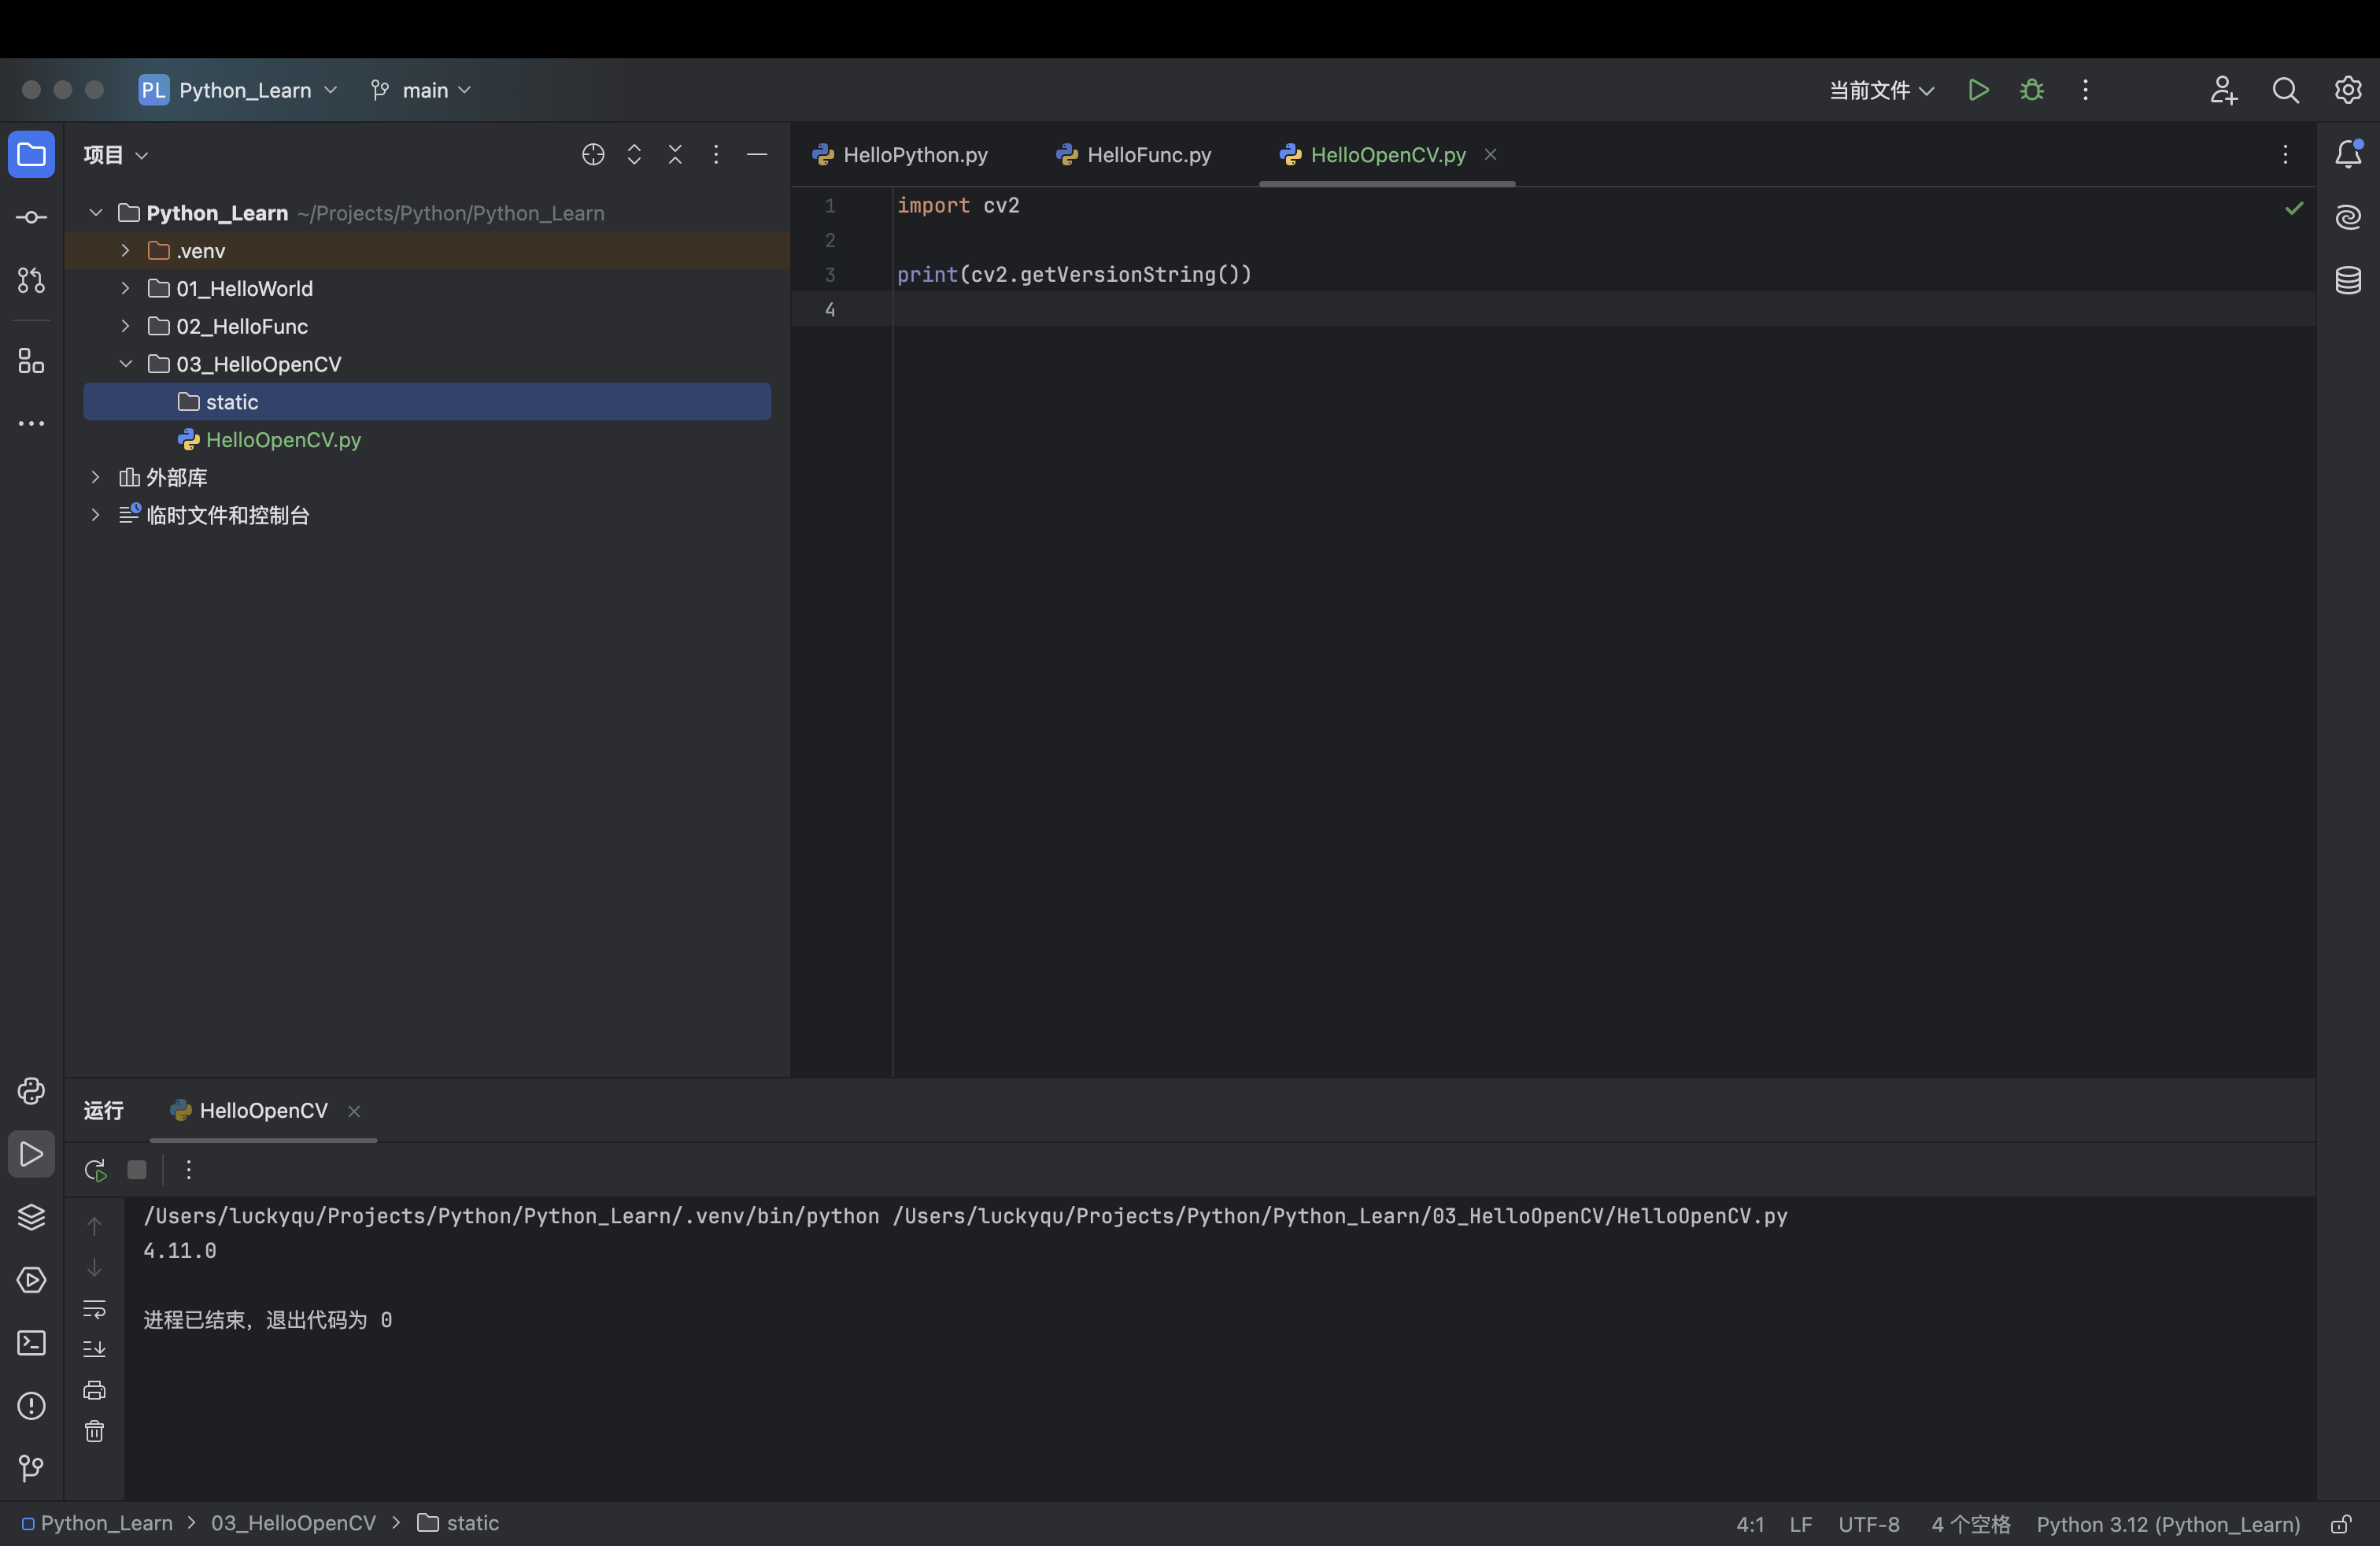 PL Python_Learn main 当前文件
项目
HelloPython.py HelloFunc.py HelloOpenCV.py
Python_Learn ~/Projects/Python/Python_Learn
.venv
01_HelloWorld
02_HelloFunc
03_HelloOpenCV
static
HelloOpenCV.py
外部库
临时文件和控制台
1 import cv2
2
3 print(cv2.getVersionString())
4
运行 HelloOpenCV
/Users/luckyqu/Projects/Python/Python_Learn/.venv/bin/python /Users/luckyqu/Projects/Python/Python_Learn/03_HelloOpenCV/HelloOpenCV.py
4.11.0
进程已结束，退出代码为 0
Python_Learn > 03_HelloOpenCV > static 4:1 LF UTF-8 4 个空格 Python 3.12 (Python_Learn)